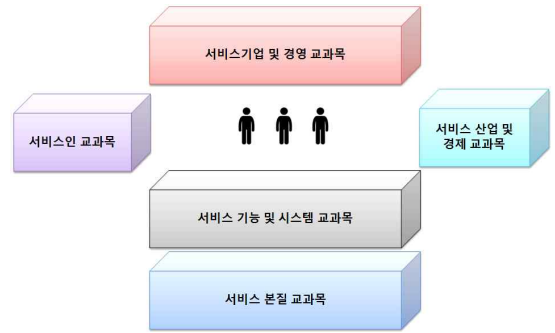 서비스기업 및 경영 교과목
서비스인 교과목
서비스 산업 및
경제 교과목
서비스 기능 및 시스템 교과목
서비스 본질 교과목